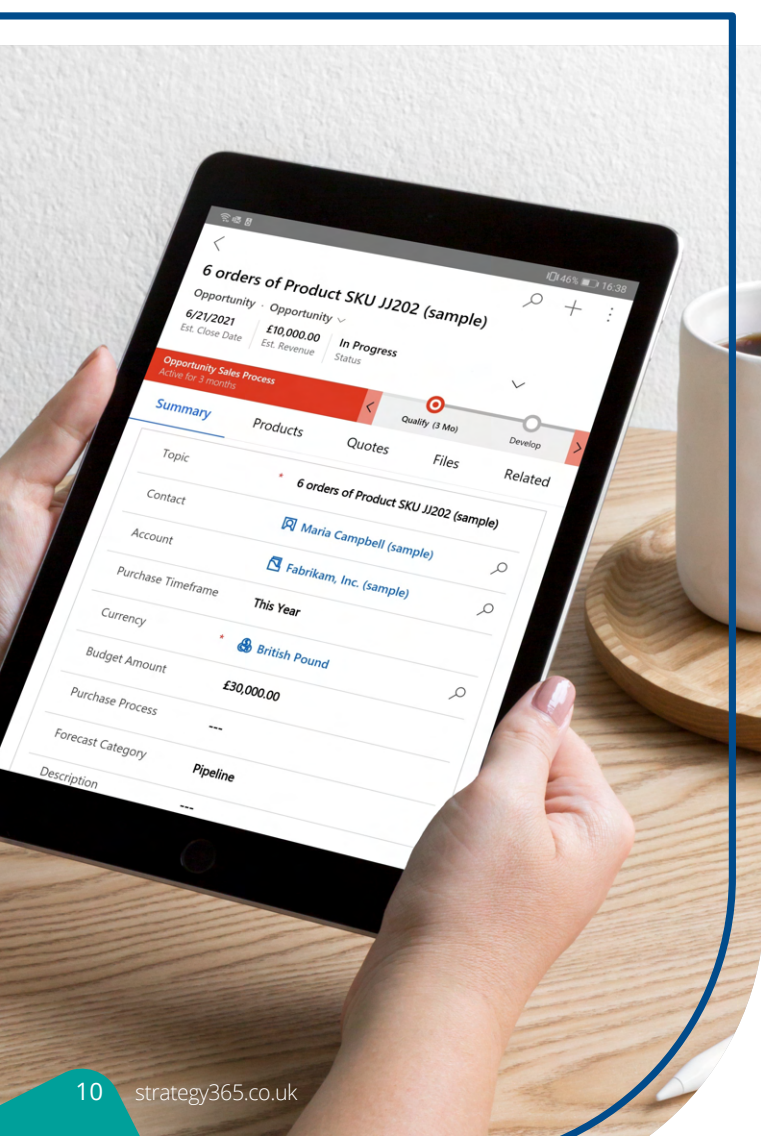 46% 16:38
6 orders of Product SKU JJ202 (sample)
Opportunity · Opportunity
6/21/2021 £10,000.00 In Progress
Est. Close Date Est. Revenue Status
Opportunity Sales Process
Active for 3 months
Qualify (3 Mo) Develop
Summary Products Quotes Files Related
Topic * 6 orders of Product SKU JJ202 (sample)
Contact Maria Campbell (sample)
Account Fabrikam, Inc. (sample)
Purchase Timeframe This Year
Currency * British Pound
Budget Amount £30,000.00
Purchase Process ---
Forecast Category Pipeline
Description ---
10 strategy365.co.uk